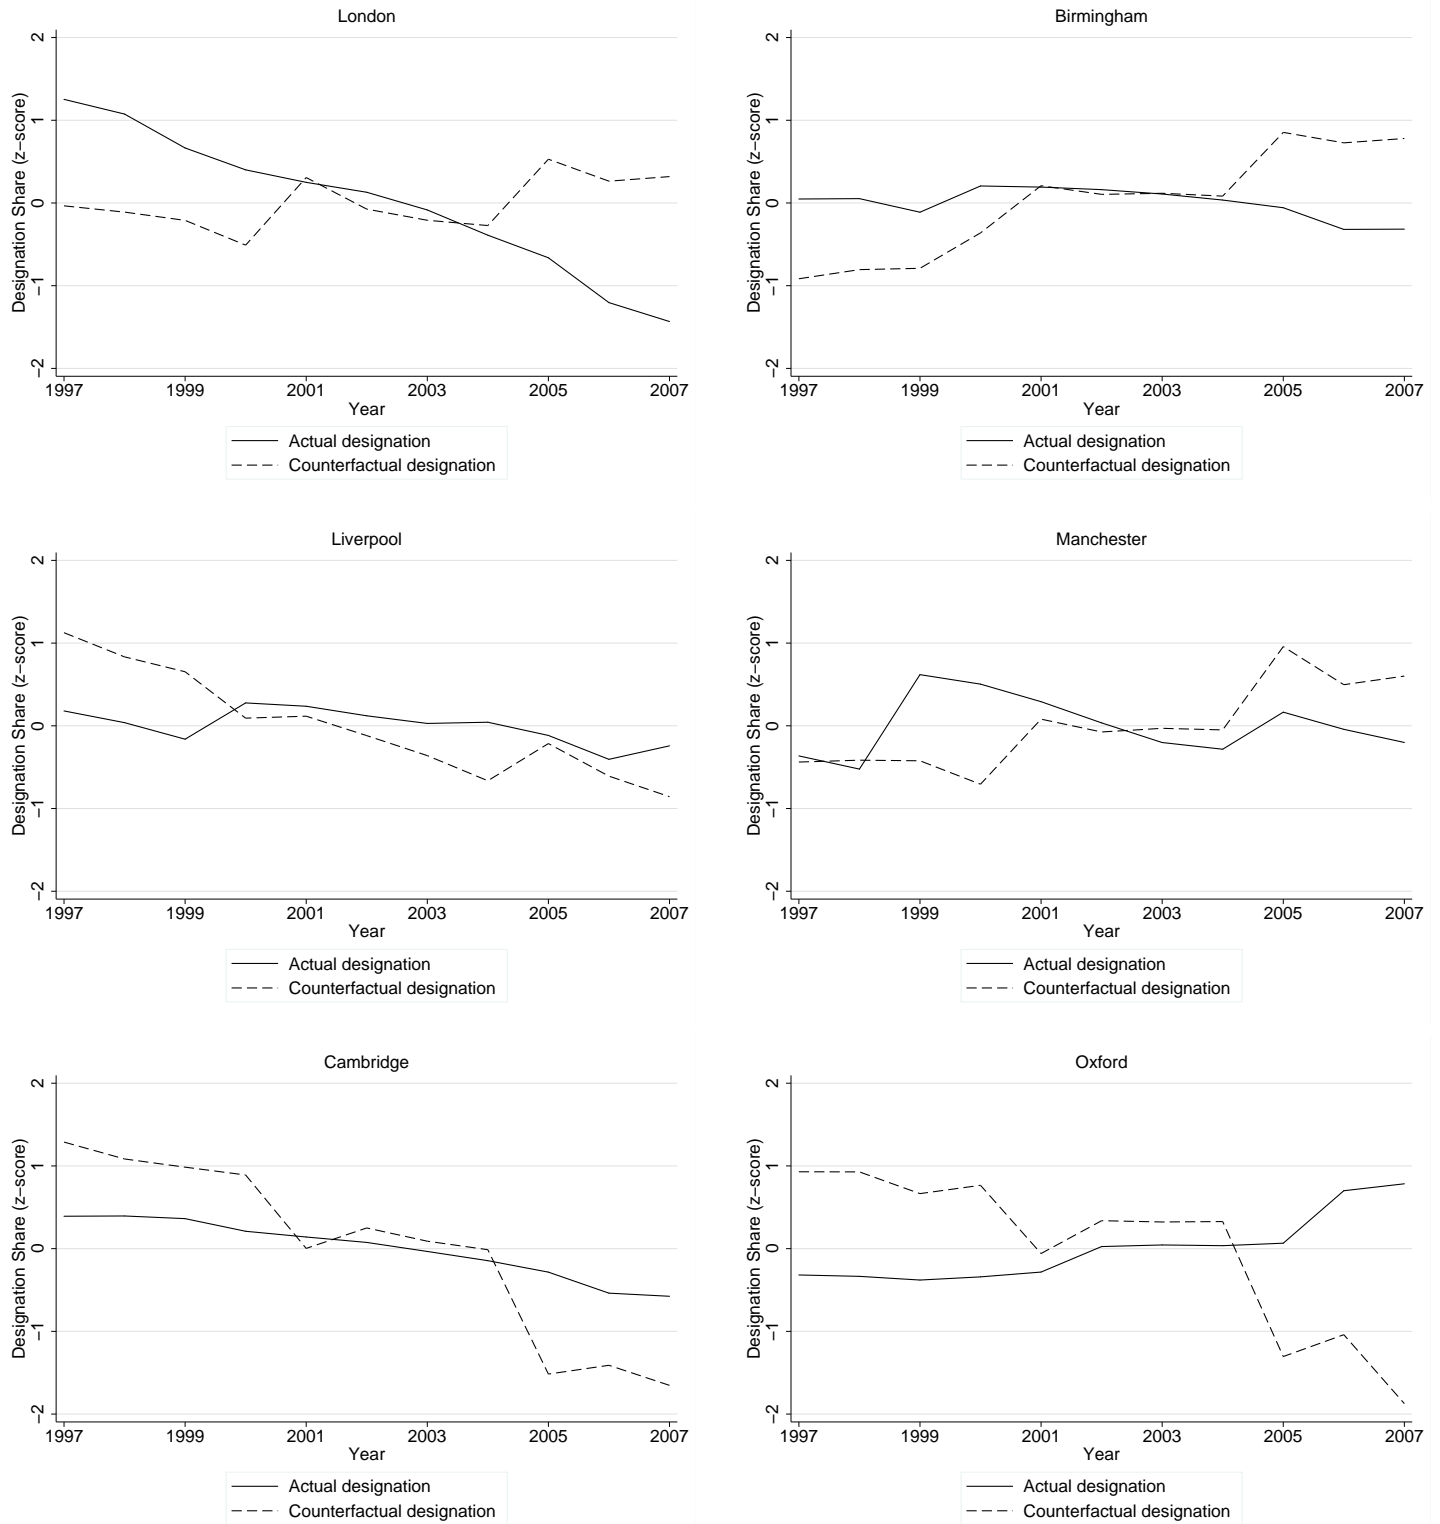 London
Designation Share (z−score)
2
1
0
−1
−2
1997 1999 2001 2003 2005 2007
Year
Actual designation
Counterfactual designation
Birmingham
Designation Share (z−score)
2
1
0
−1
−2
1997 1999 2001 2003 2005 2007
Year
Actual designation
Counterfactual designation
Liverpool
Designation Share (z−score)
2
1
0
−1
−2
1997 1999 2001 2003 2005 2007
Year
Actual designation
Counterfactual designation
Manchester
Designation Share (z−score)
2
1
0
−1
−2
1997 1999 2001 2003 2005 2007
Year
Actual designation
Counterfactual designation
Cambridge
Designation Share (z−score)
2
1
0
−1
−2
1997 1999 2001 2003 2005 2007
Year
Actual designation
Counterfactual designation
Oxford
Designation Share (z−score)
2
1
0
−1
−2
1997 1999 2001 2003 2005 2007
Year
Actual designation
Counterfactual designation